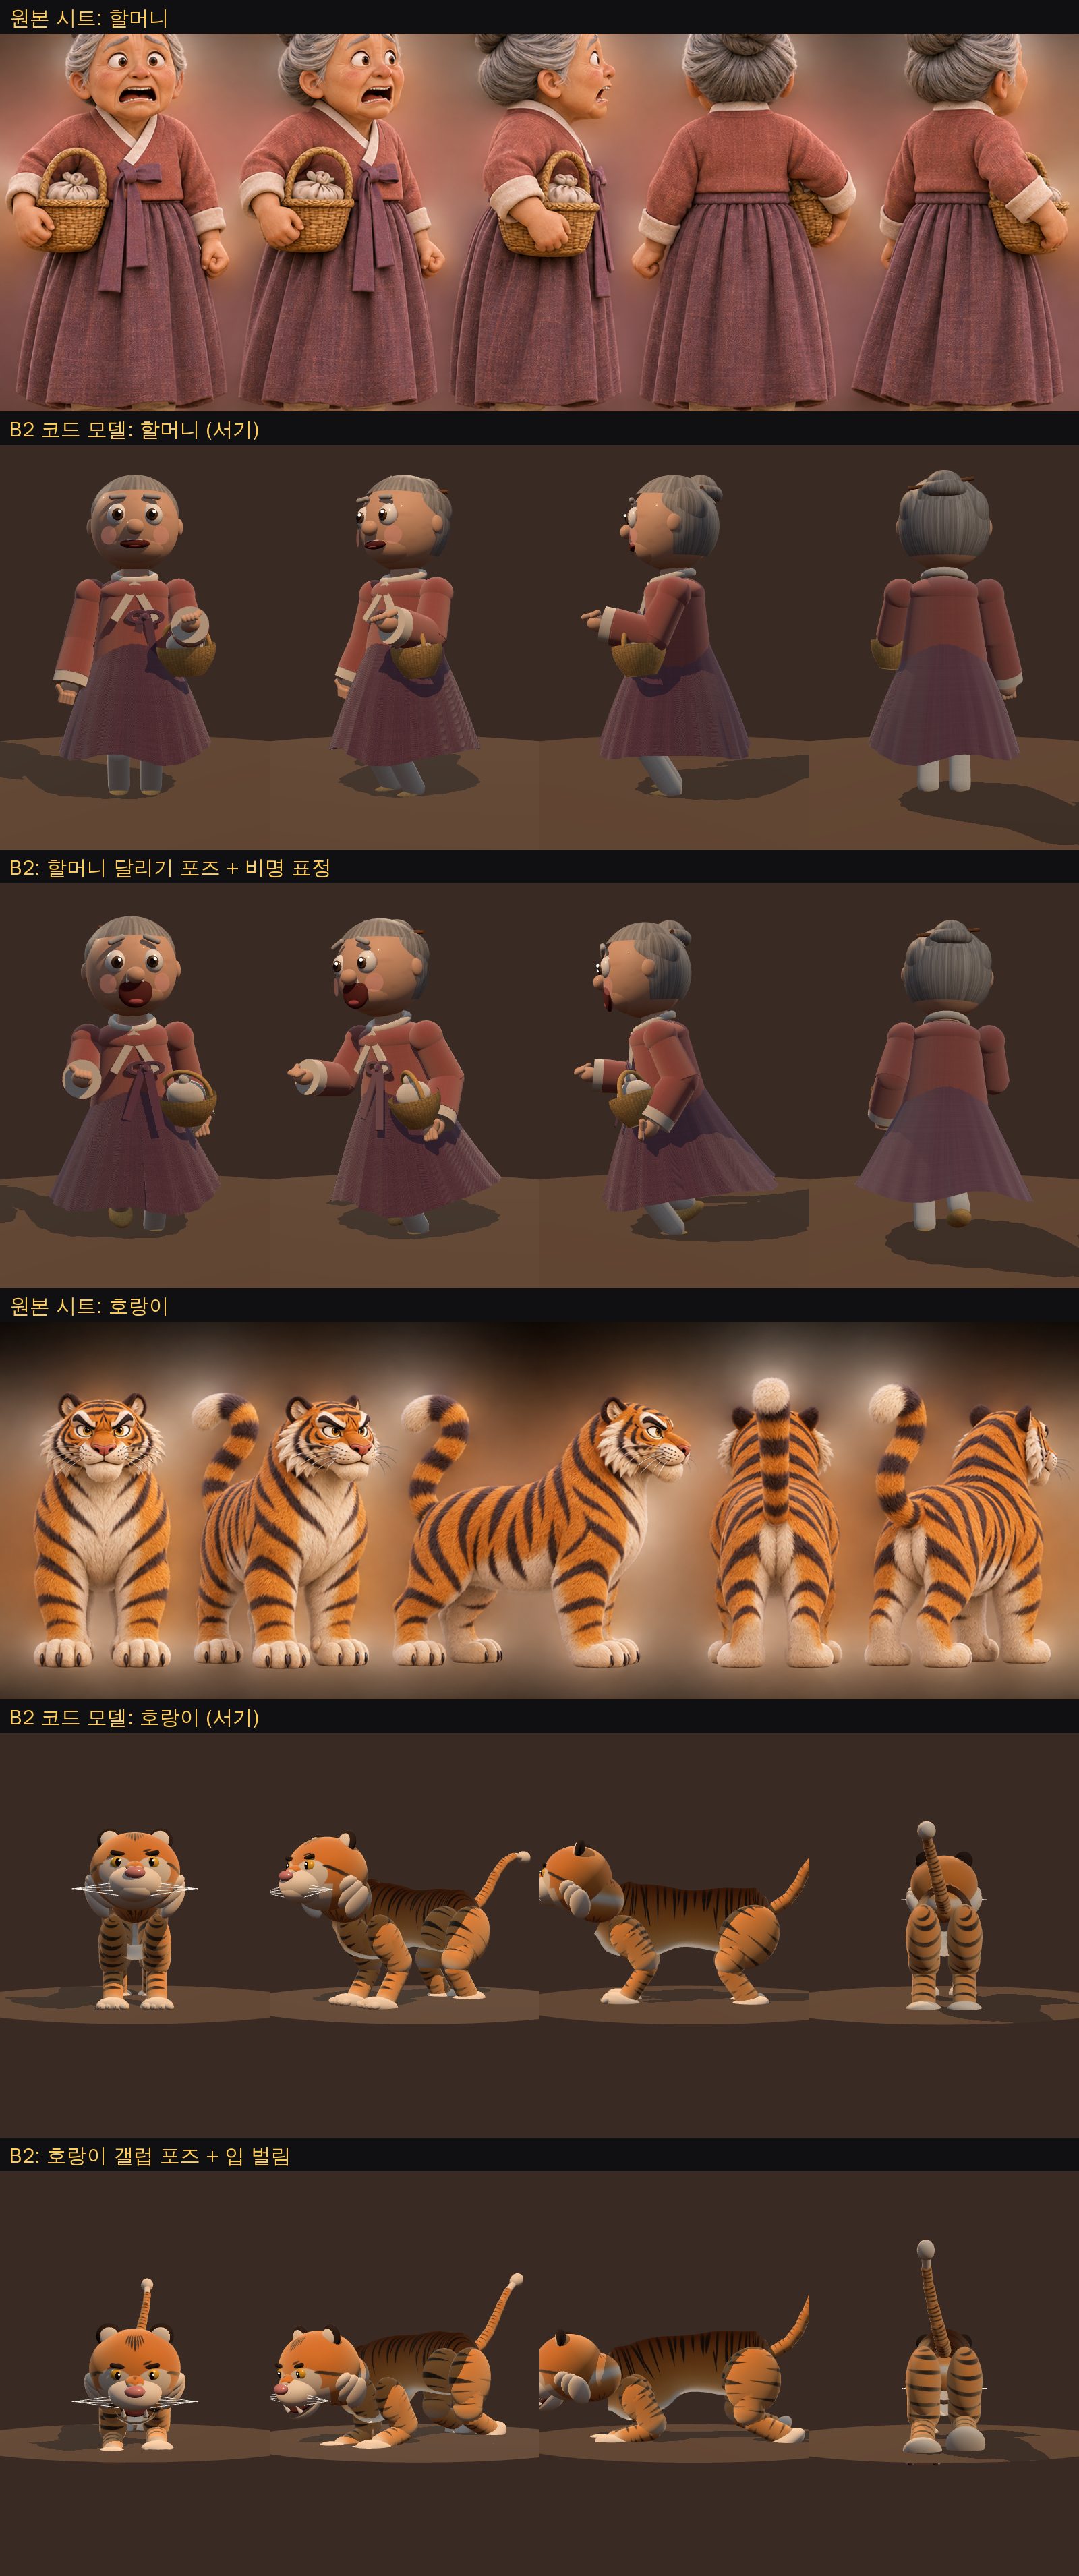 원본 시트: 할머니
B2 코드 모델: 할머니 (서기)
B2: 할머니 달리기 포즈 + 비명 표정
원본 시트: 호랑이
B2 코드 모델: 호랑이 (서기)
B2: 호랑이 갤럽 포즈 + 입 벌림